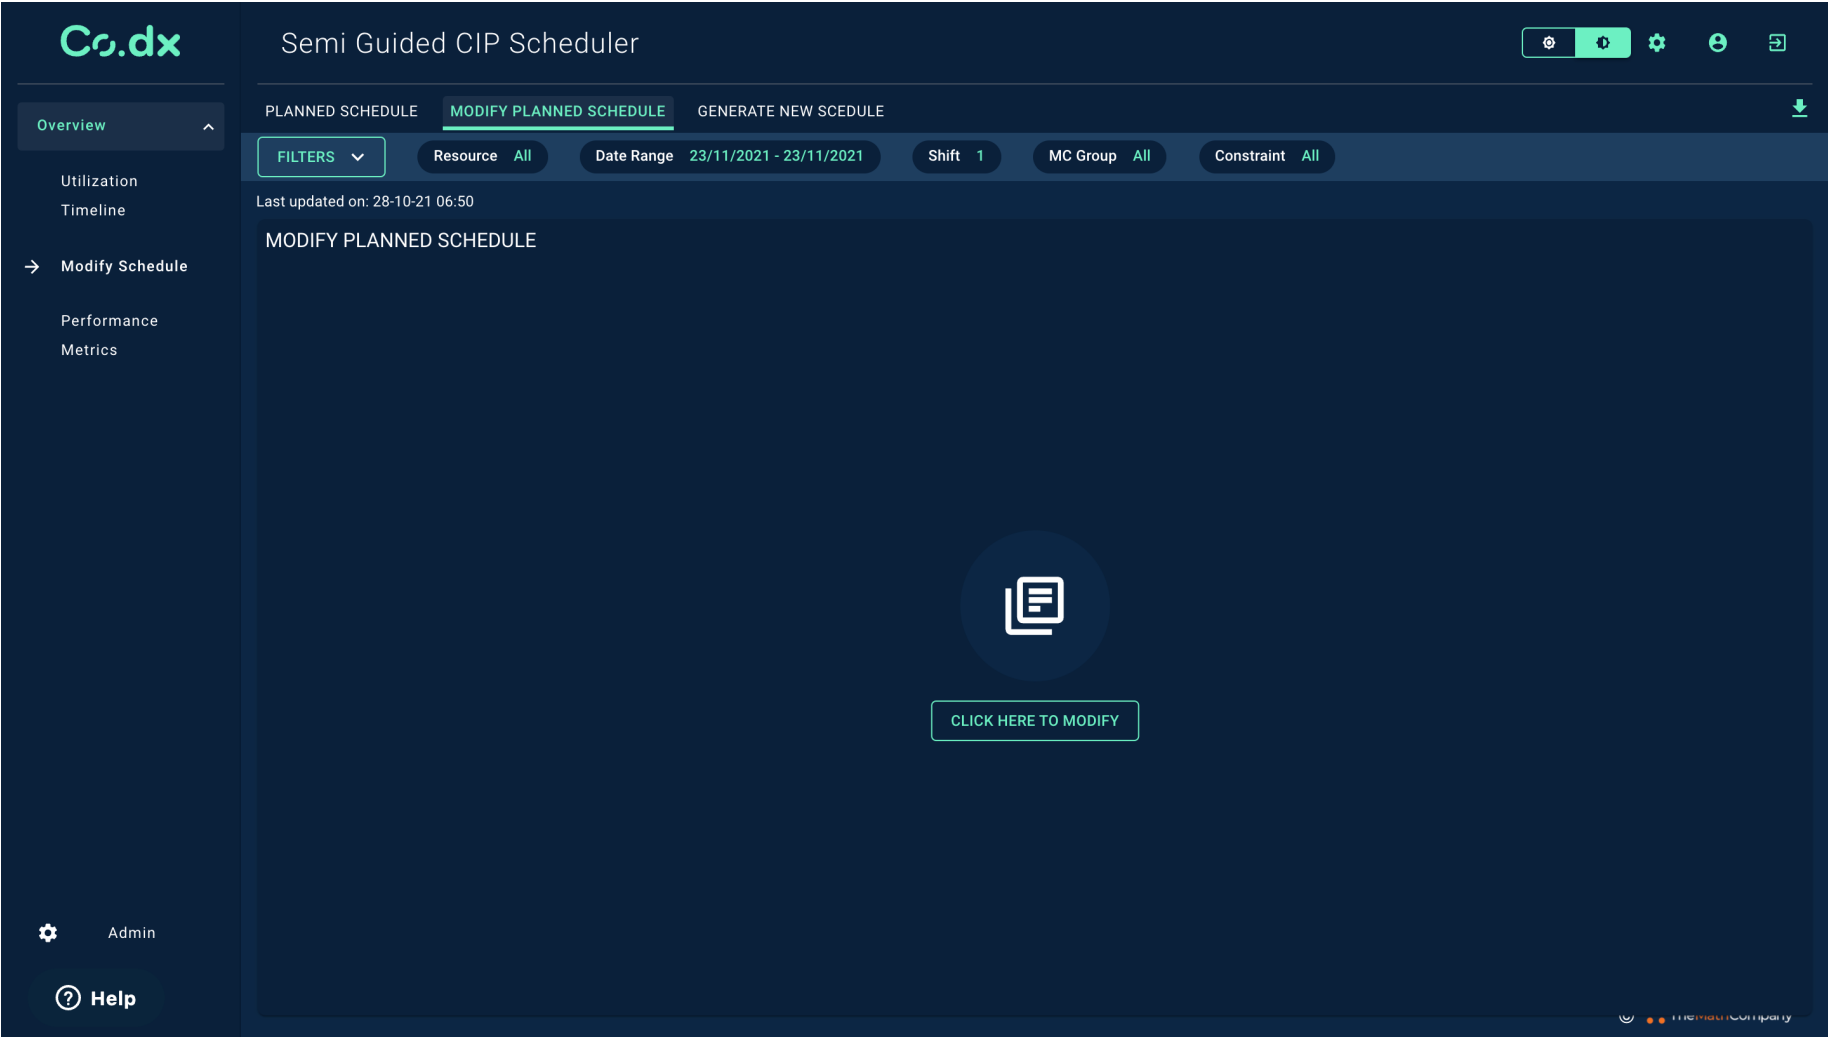 Co.dx
Semi Guided CIP Scheduler
Overview
Utilization
Timeline
Modify Schedule
Performance
Metrics
Admin
Help
PLANNED SCHEDULE MODIFY PLANNED SCHEDULE GENERATE NEW SCEDULE
FILTERS Resource All Date Range 23/11/2021 - 23/11/2021 Shift 1 MC Group All Constraint All
Last updated on: 28-10-21 06:50
MODIFY PLANNED SCHEDULE
CLICK HERE TO MODIFY
© TheMathCompany